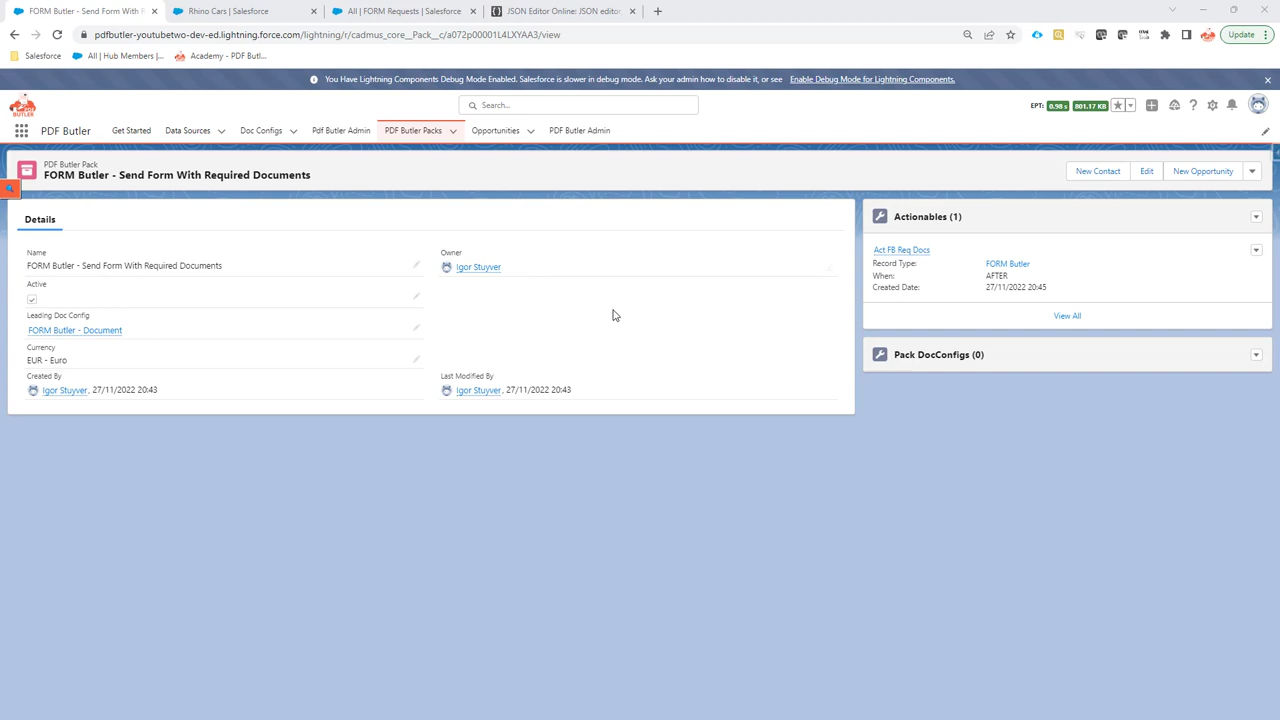 FORM Butler - Send Form With R
Rhino Cars | Salesforce
All | FORM Requests | Salesforce
JSON Editor Online: JSON editor
pdfbutler-youtubetwo-dev-ed.lightning.force.com/lightning/r/cadmus_core__Pack__c/a072p00001L4LXYAA3/view
Update
Salesforce
All | Hub Members |...
Academy - PDF Butl...
You Have Lightning Components Debug Mode Enabled. Salesforce is slower in debug mode. Ask your admin how to disable it, or see Enable Debug Mode for Lightning Components.
PDF BUTLER
Search...
EPT: 0.98 s 801.17 KB
PDF Butler
Get Started
Data Sources
Doc Configs
Pdf Butler Admin
PDF Butler Packs
Opportunities
PDF Butler Admin
PDF Butler Pack
FORM Butler - Send Form With Required Documents
New Contact
Edit
New Opportunity
Details
Name
FORM Butler - Send Form With Required Documents
Owner
Igor Stuyver
Active
Leading Doc Config
FORM Butler - Document
Currency
EUR - Euro
Created By
Igor Stuyver, 27/11/2022 20:43
Last Modified By
Igor Stuyver, 27/11/2022 20:43
Actionables (1)
Act FB Req Docs
Record Type: FORM Butler
When: AFTER
Created Date: 27/11/2022 20:45
View All
Pack DocConfigs (0)